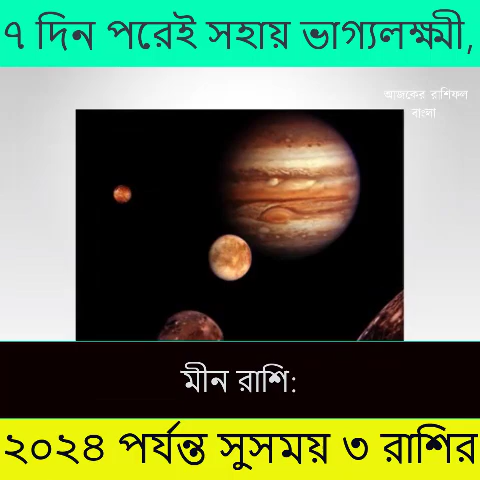 ৭ দিন পরেই সহায় ভাগ্যলক্ষ্মী,
আজকের রাশিফল
বাংলা
মীন রাশি:
২০২৪ পর্যন্ত সুসময় ৩ রাশির